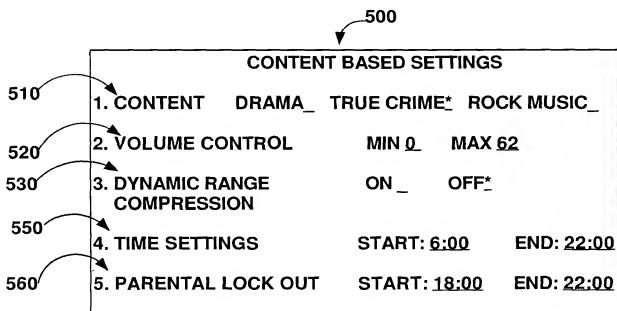 500
CONTENT BASED SETTINGS
510
1. CONTENT DRAMA_ TRUE CRIME* ROCK MUSIC_
520
2. VOLUME CONTROL MIN 0 MAX 62
530
3. DYNAMIC RANGE COMPRESSION ON _ OFF*
550
4. TIME SETTINGS START: 6:00 END: 22:00
560
5. PARENTAL LOCK OUT START: 18:00 END: 22:00